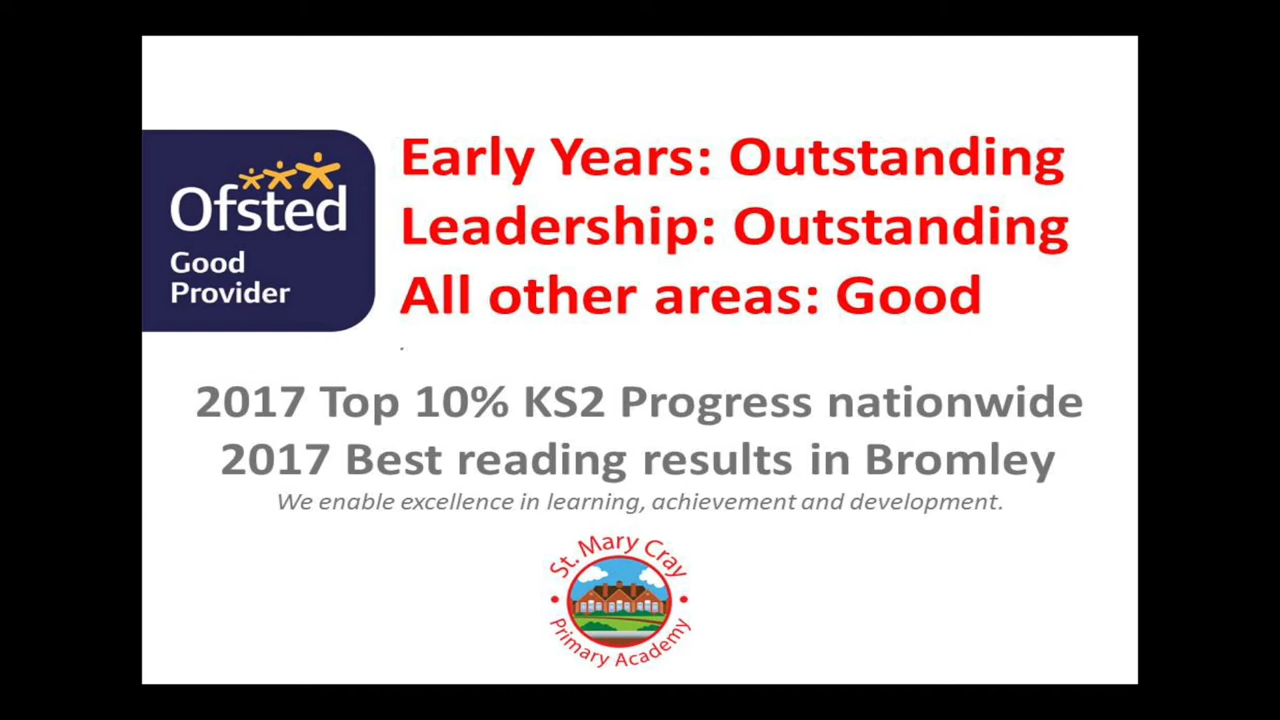 Ofsted
Good
Provider
Early Years: Outstanding
Leadership: Outstanding
All other areas: Good
.
2017 Top 10% KS2 Progress nationwide
2017 Best reading results in Bromley
We enable excellence in learning, achievement and development.
St. Mary Cray
Primary Academy